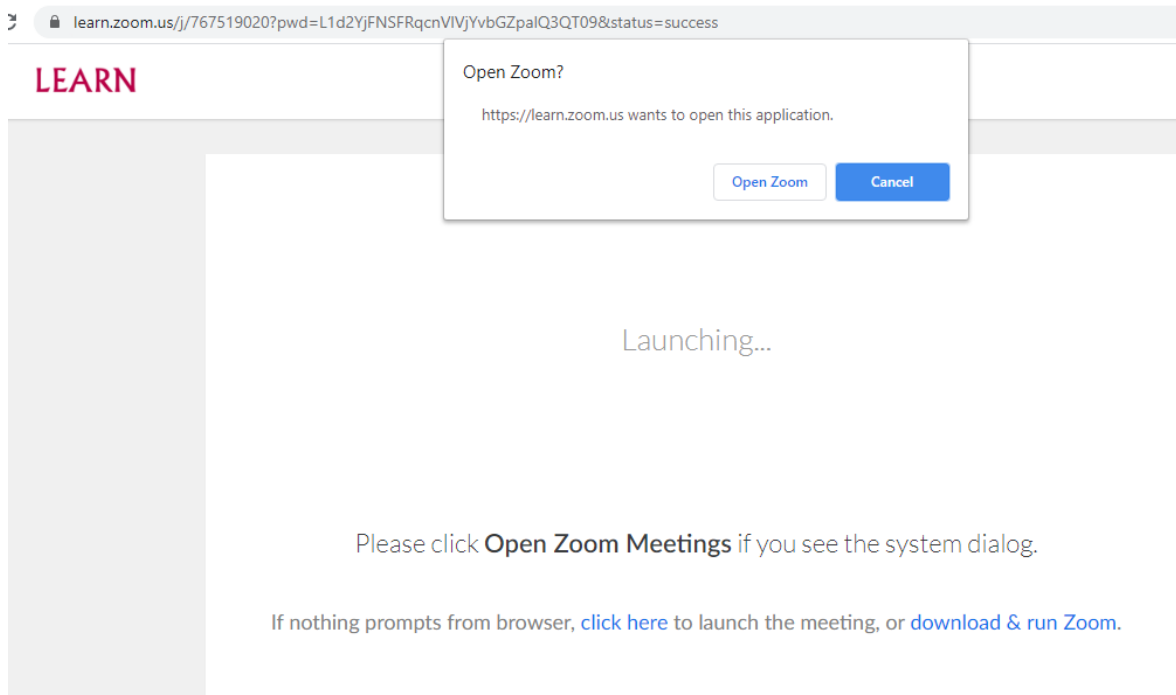 learn.zoom.us/j/767519020?pwd=L1d2YjFNSFRqcnVIVjYvbGZpalQ3QT09&status=success
LEARN
Open Zoom?
https://learn.zoom.us wants to open this application.
Open Zoom
Cancel
Launching...
Please click Open Zoom Meetings if you see the system dialog.
If nothing prompts from browser, click here to launch the meeting, or download & run Zoom.